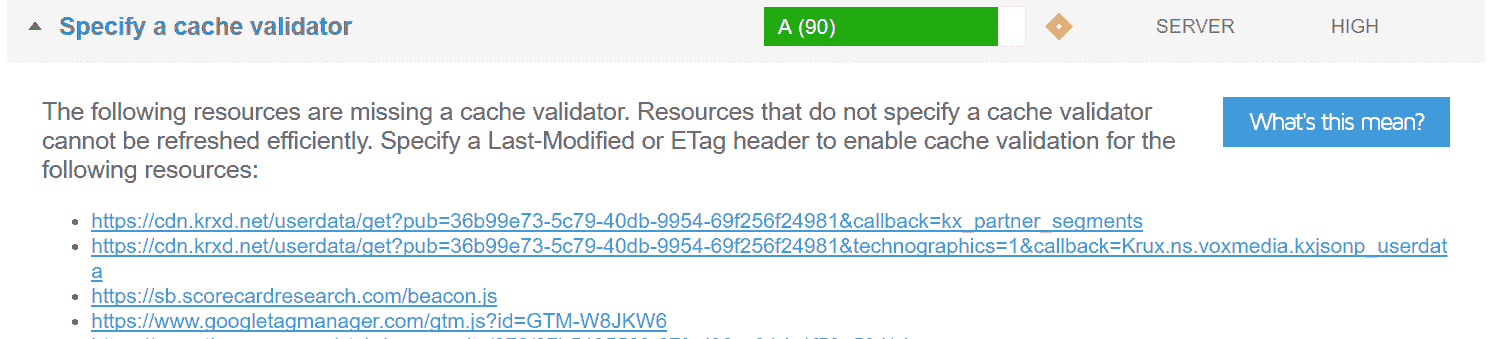 Specify a cache validator A (90) SERVER HIGH
The following resources are missing a cache validator. Resources that do not specify a cache validator
cannot be refreshed efficiently. Specify a Last-Modified or ETag header to enable cache validation for the
following resources:
What's this mean?
https://cdn.krxd.net/userdata/get?pub=36b99e73-5c79-40db-9954-69f256f24981&callback=kx_partner_segments
https://cdn.krxd.net/userdata/get?pub=36b99e73-5c79-40db-9954-69f256f24981&technographics=1&callback=Krux.ns.voxmedia.kxjsonp_userdat
a
https://sb.scorecardresearch.com/beacon.js
https://www.googletagmanager.com/gtm.js?id=GTM-W8JKW6